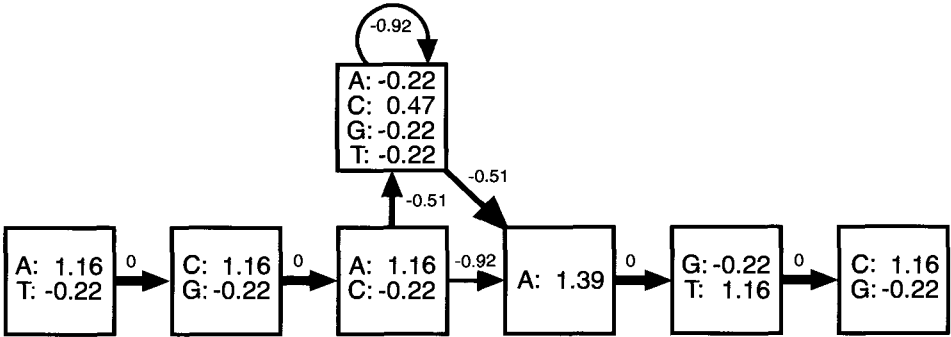 -0.92
A: -0.22
C: 0.47
G: -0.22
T: -0.22
-0.51
-0.51
A: 1.16
T: -0.22
0
C: 1.16
G: -0.22
0
A: 1.16
C: -0.22
-0.92
A: 1.39
0
G: -0.22
T: 1.16
0
C: 1.16
G: -0.22